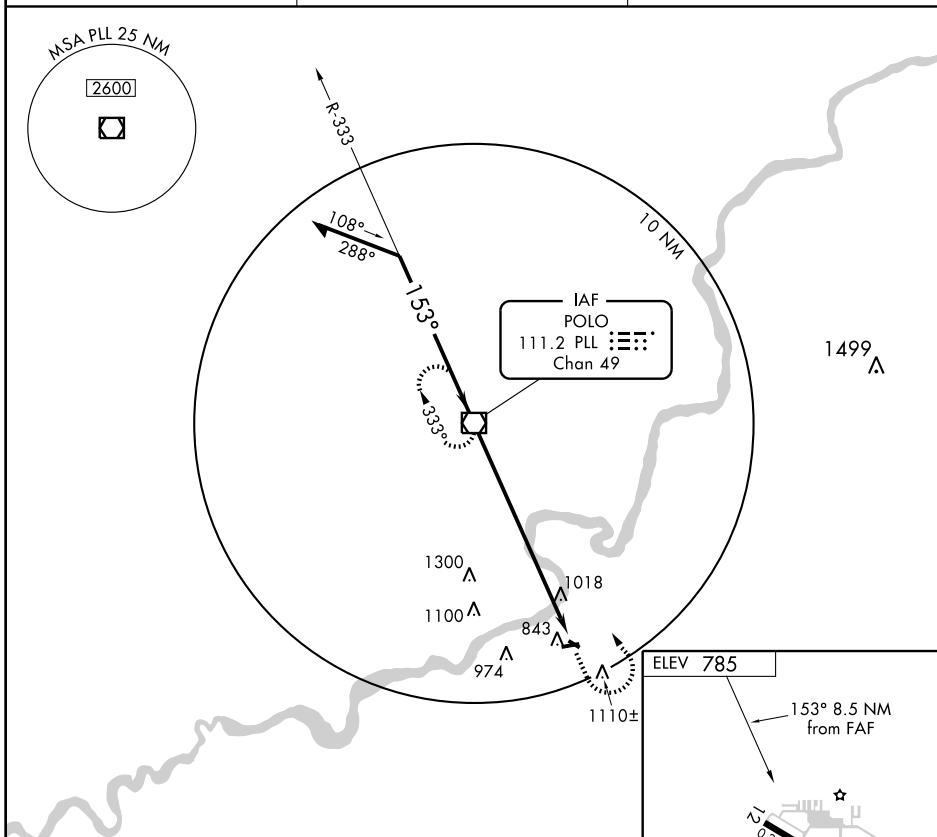 MSA PLL 25 NM
2600
R-333
10 NM
108°
288°
153°
IAF
POLO
111.2 PLL
Chan 49
1499
333°
1300
1018
1100
843
974
1110±
ELEV 785
153° 8.5 NM
from FAF
12